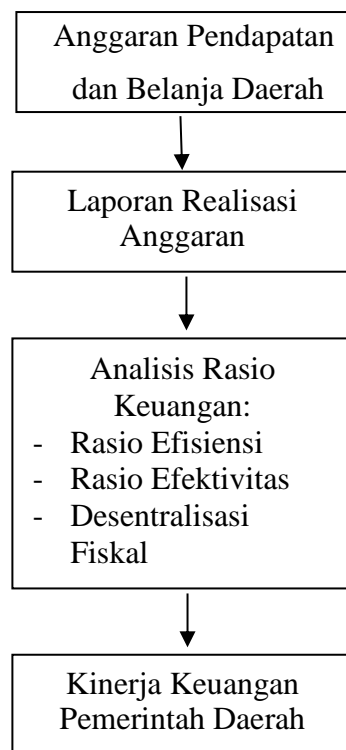 Anggaran Pendapatan
dan Belanja Daerah
Laporan Realisasi
Anggaran
Analisis Rasio
Keuangan:
- Rasio Efisiensi
- Rasio Efektivitas
- Desentralisasi
Fiskal
Kinerja Keuangan
Pemerintah Daerah